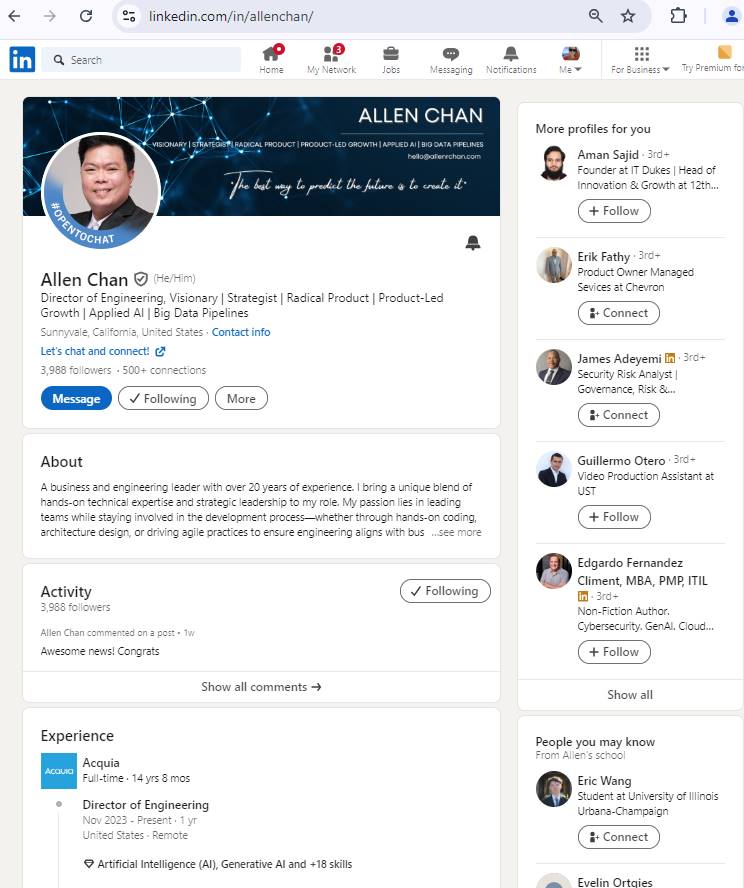 linkedin.com/in/allenchan/
in
Search
Home
3
My Network
Jobs
Messaging
Notifications
Me
For Business
Try Premium for
ALLEN CHAN
VISIONARY | STRATEGIST | RADICAL PRODUCT | PRODUCT-LED GROWTH | APPLIED AI | BIG DATA PIPELINES
hello@allenrchan.com
"The best way to predict the future is to create it"
#OPENTOCHAT
Allen Chan (He/Him)
Director of Engineering, Visionary | Strategist | Radical Product | Product-Led
Growth | Applied AI | Big Data Pipelines
Sunnyvale, California, United States · Contact info
Let's chat and connect!
3,988 followers · 500+ connections
Message
Following
More
About
A business and engineering leader with over 20 years of experience. I bring a unique blend of
hands-on technical expertise and strategic leadership to my role. My passion lies in leading
teams while staying involved in the development process—whether through hands-on coding,
architecture design, or driving agile practices to ensure engineering aligns with bus ...see more
Activity
3,988 followers
Following
Allen Chan commented on a post • 1w
Awesome news! Congrats
Show all comments →
Experience
Acquia
Acquia
Full-time · 14 yrs 8 mos
Director of Engineering
Nov 2023 - Present · 1 yr
United States · Remote
Artificial Intelligence (AI), Generative AI and +18 skills
More profiles for you
Aman Sajid · 3rd+
Founder at IT Dukes | Head of
Innovation & Growth at 12th...
+ Follow
Erik Fathy · 3rd+
Product Owner Managed
Sevices at Chevron
Connect
James Adeyemi in · 3rd+
Security Risk Analyst |
Governance, Risk &...
Connect
Guillermo Otero · 3rd+
Video Production Assistant at
UST
+ Follow
Edgardo Fernandez
Climent, MBA, PMP, ITIL
in · 3rd+
Non-Fiction Author.
Cybersecurity. GenAI. Cloud...
+ Follow
Show all
People you may know
From Allen's school
Eric Wang
Student at University of Illinois
Urbana-Champaign
Connect
Evelin Ortgies